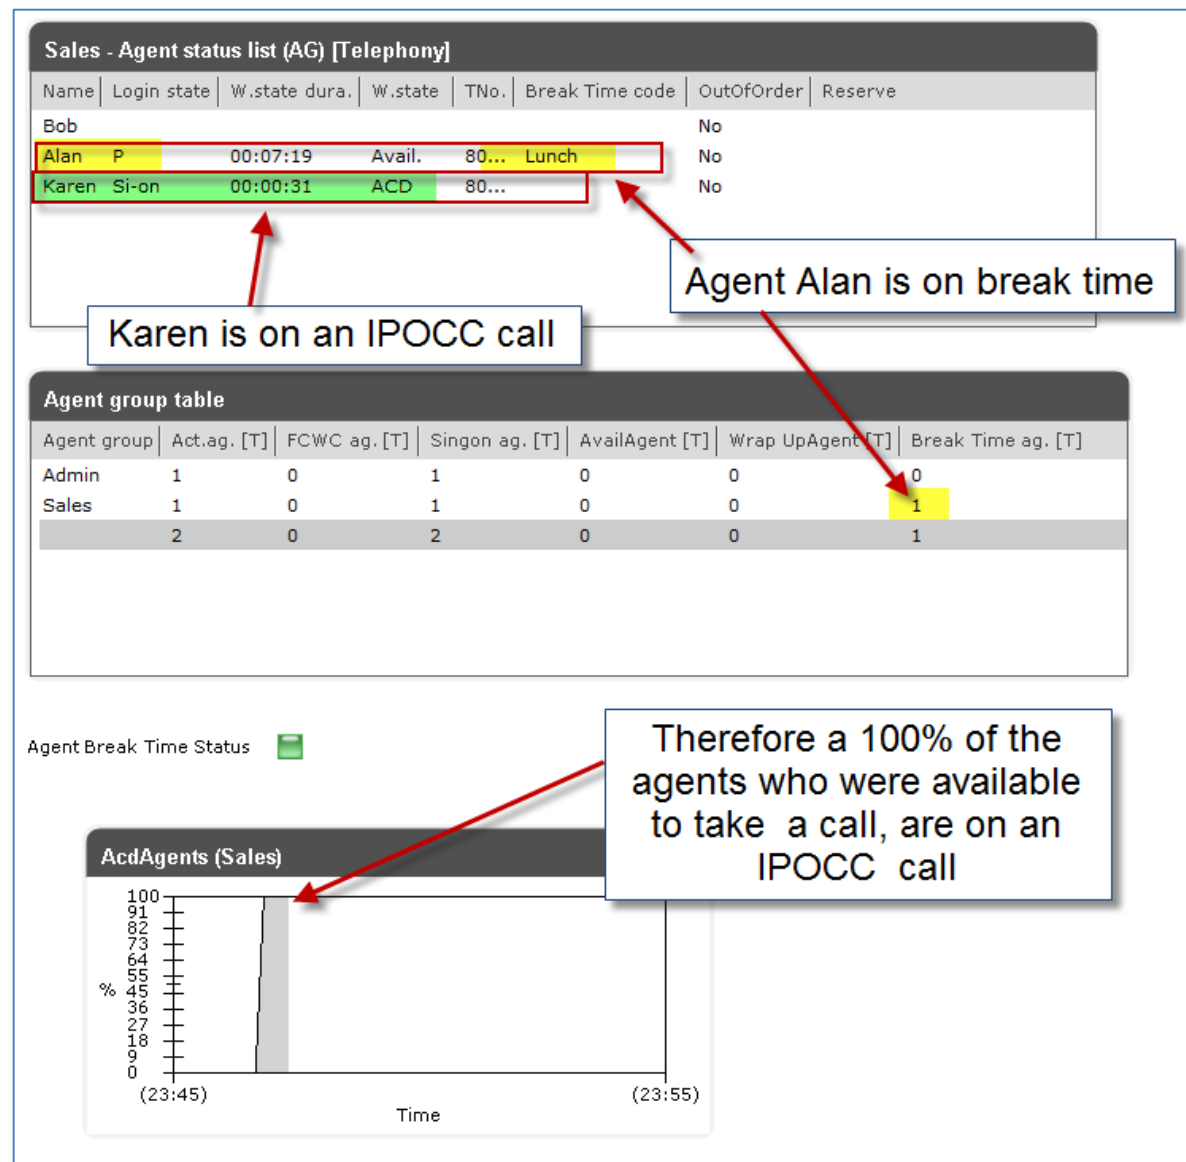 Sales - Agent status list (AG) [Telephony]
Name Login state W.state dura. W.state TNo. Break Time code OutOfOrder Reserve
Bob No
Alan P 00:07:19 Avail. 80... Lunch No
Karen Si-on 00:00:31 ACD 80... No
Agent Alan is on break time
Karen is on an IPOCC call
Agent group table
Agent group Act.ag. [T] FCWC ag. [T] Singon ag. [T] AvailAgent [T] Wrap UpAgent [T] Break Time ag. [T]
Admin 1 0 1 0 0 0
Sales 1 0 1 0 0 1
2 0 2 0 0 1
Agent Break Time Status
Therefore a 100% of the
agents who were available
to take a call, are on an
IPOCC call
AcdAgents (Sales)
100
91
82
73
64
55
% 45
36
27
18
9
0
(23:45) (23:55)
Time